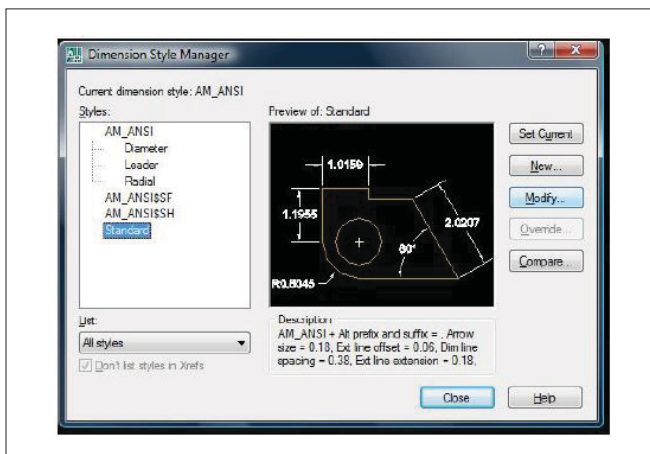 Dimension Style Manager
Current dimension style: AM_ANSI
Styles:
AM_ANSI
Diameter
Leader
Radial
AM_ANSI$SF
AM_ANSI$SH
Standard
List:
All styles
Don't list styles in Xrefs
Preview of: Standard
1.0159
1.1955
2.0207
60°
R0.8045
Description
AM_ANSI + Alt prefix and suffix = , Arrow
size = 0.18, Ext line offset = 0.06, Dim line
spacing = 0.38, Ext line extension = 0.18,
Set Current
New...
Modify...
Override...
Compare...
Close
Help